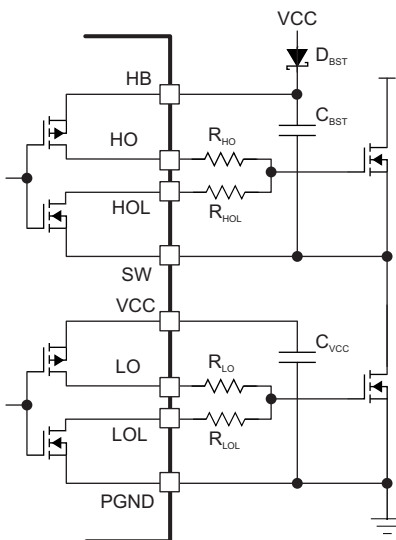 VCC
D_BST
HB
C_BST
HO
R_HO
HOL
R_HOL
SW
VCC
C_VCC
LO
R_LO
LOL
R_LOL
PGND